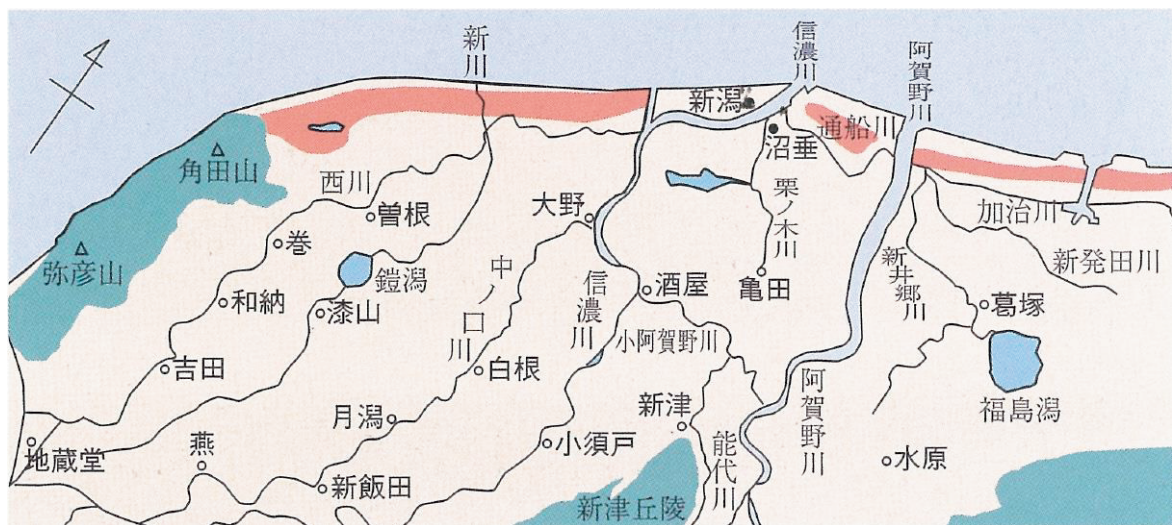 新川
信濃川
阿賀野川
新潟
通船川
沼垂
角田山
西川
曽根
大野
栗ノ木川
加治川
弥彦山
巻
鎧潟
中ノ口川
信濃川
酒屋
亀田
新井郷川
新発田川
和納
漆山
小阿賀野川
葛塚
吉田
白根
阿賀野川
福島潟
月潟
新津
地蔵堂
燕
小須戸
能代川
水原
新飯田
新津丘陵